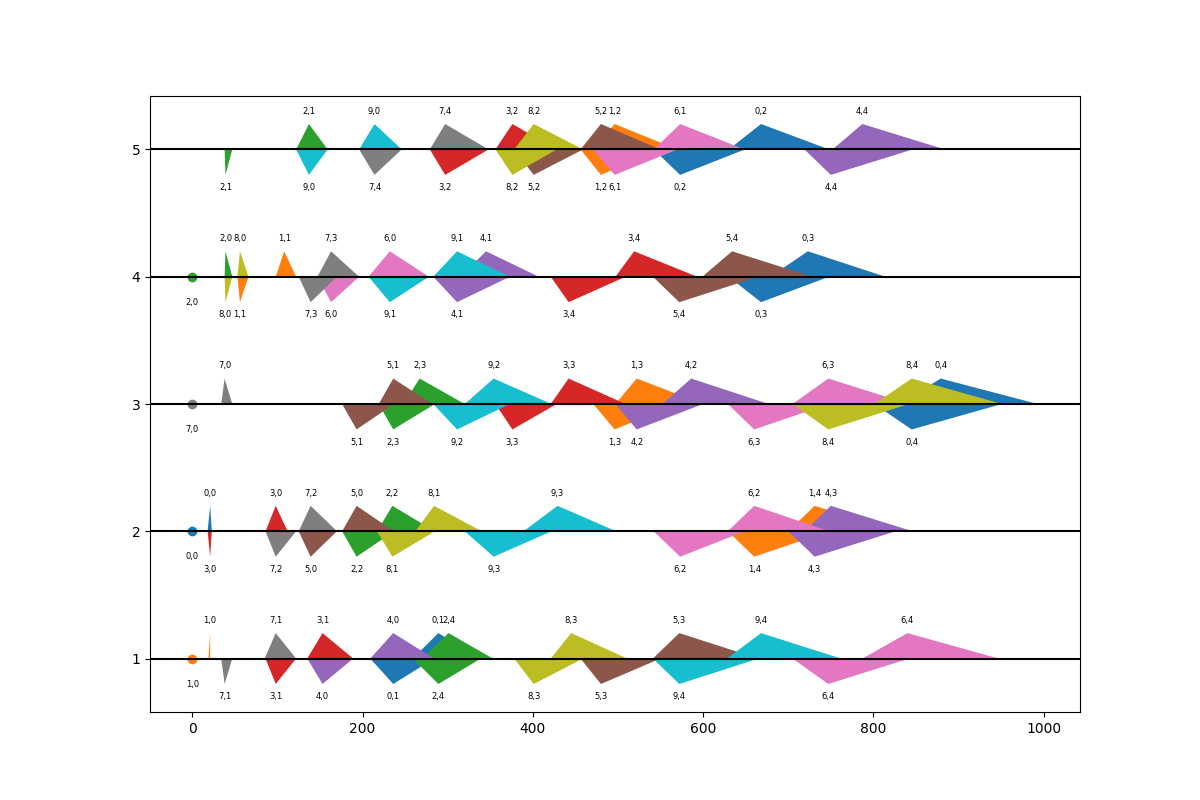 2,1 9,0 7,4 3,2 8,2 5,2 1,2 6,1 0,2 4,4
5
2,1 9,0 7,4 3,2 8,2 5,2 1,2 6,1 0,2 4,4
2,0 8,0 1,1 7,3 6,0 9,1 4,1 3,4 5,4 0,3
4
2,0 8,0 1,1 7,3 6,0 9,1 4,1 3,4 5,4 0,3
7,0 5,1 2,3 9,2 3,3 1,3 4,2 6,3 8,4 0,4
3
7,0 5,1 2,3 9,2 3,3 1,3 4,2 6,3 8,4 0,4
0,0 3,0 7,2 5,0 2,2 8,1 9,3 6,2 1,4 4,3
2
0,0 3,0 7,2 5,0 2,2 8,1 9,3 6,2 1,4 4,3
1,0 7,1 3,1 4,0 0,1 2,4 8,3 5,3 9,4 6,4
1
1,0 7,1 3,1 4,0 0,1 2,4 8,3 5,3 9,4 6,4
0 200 400 600 800 1000